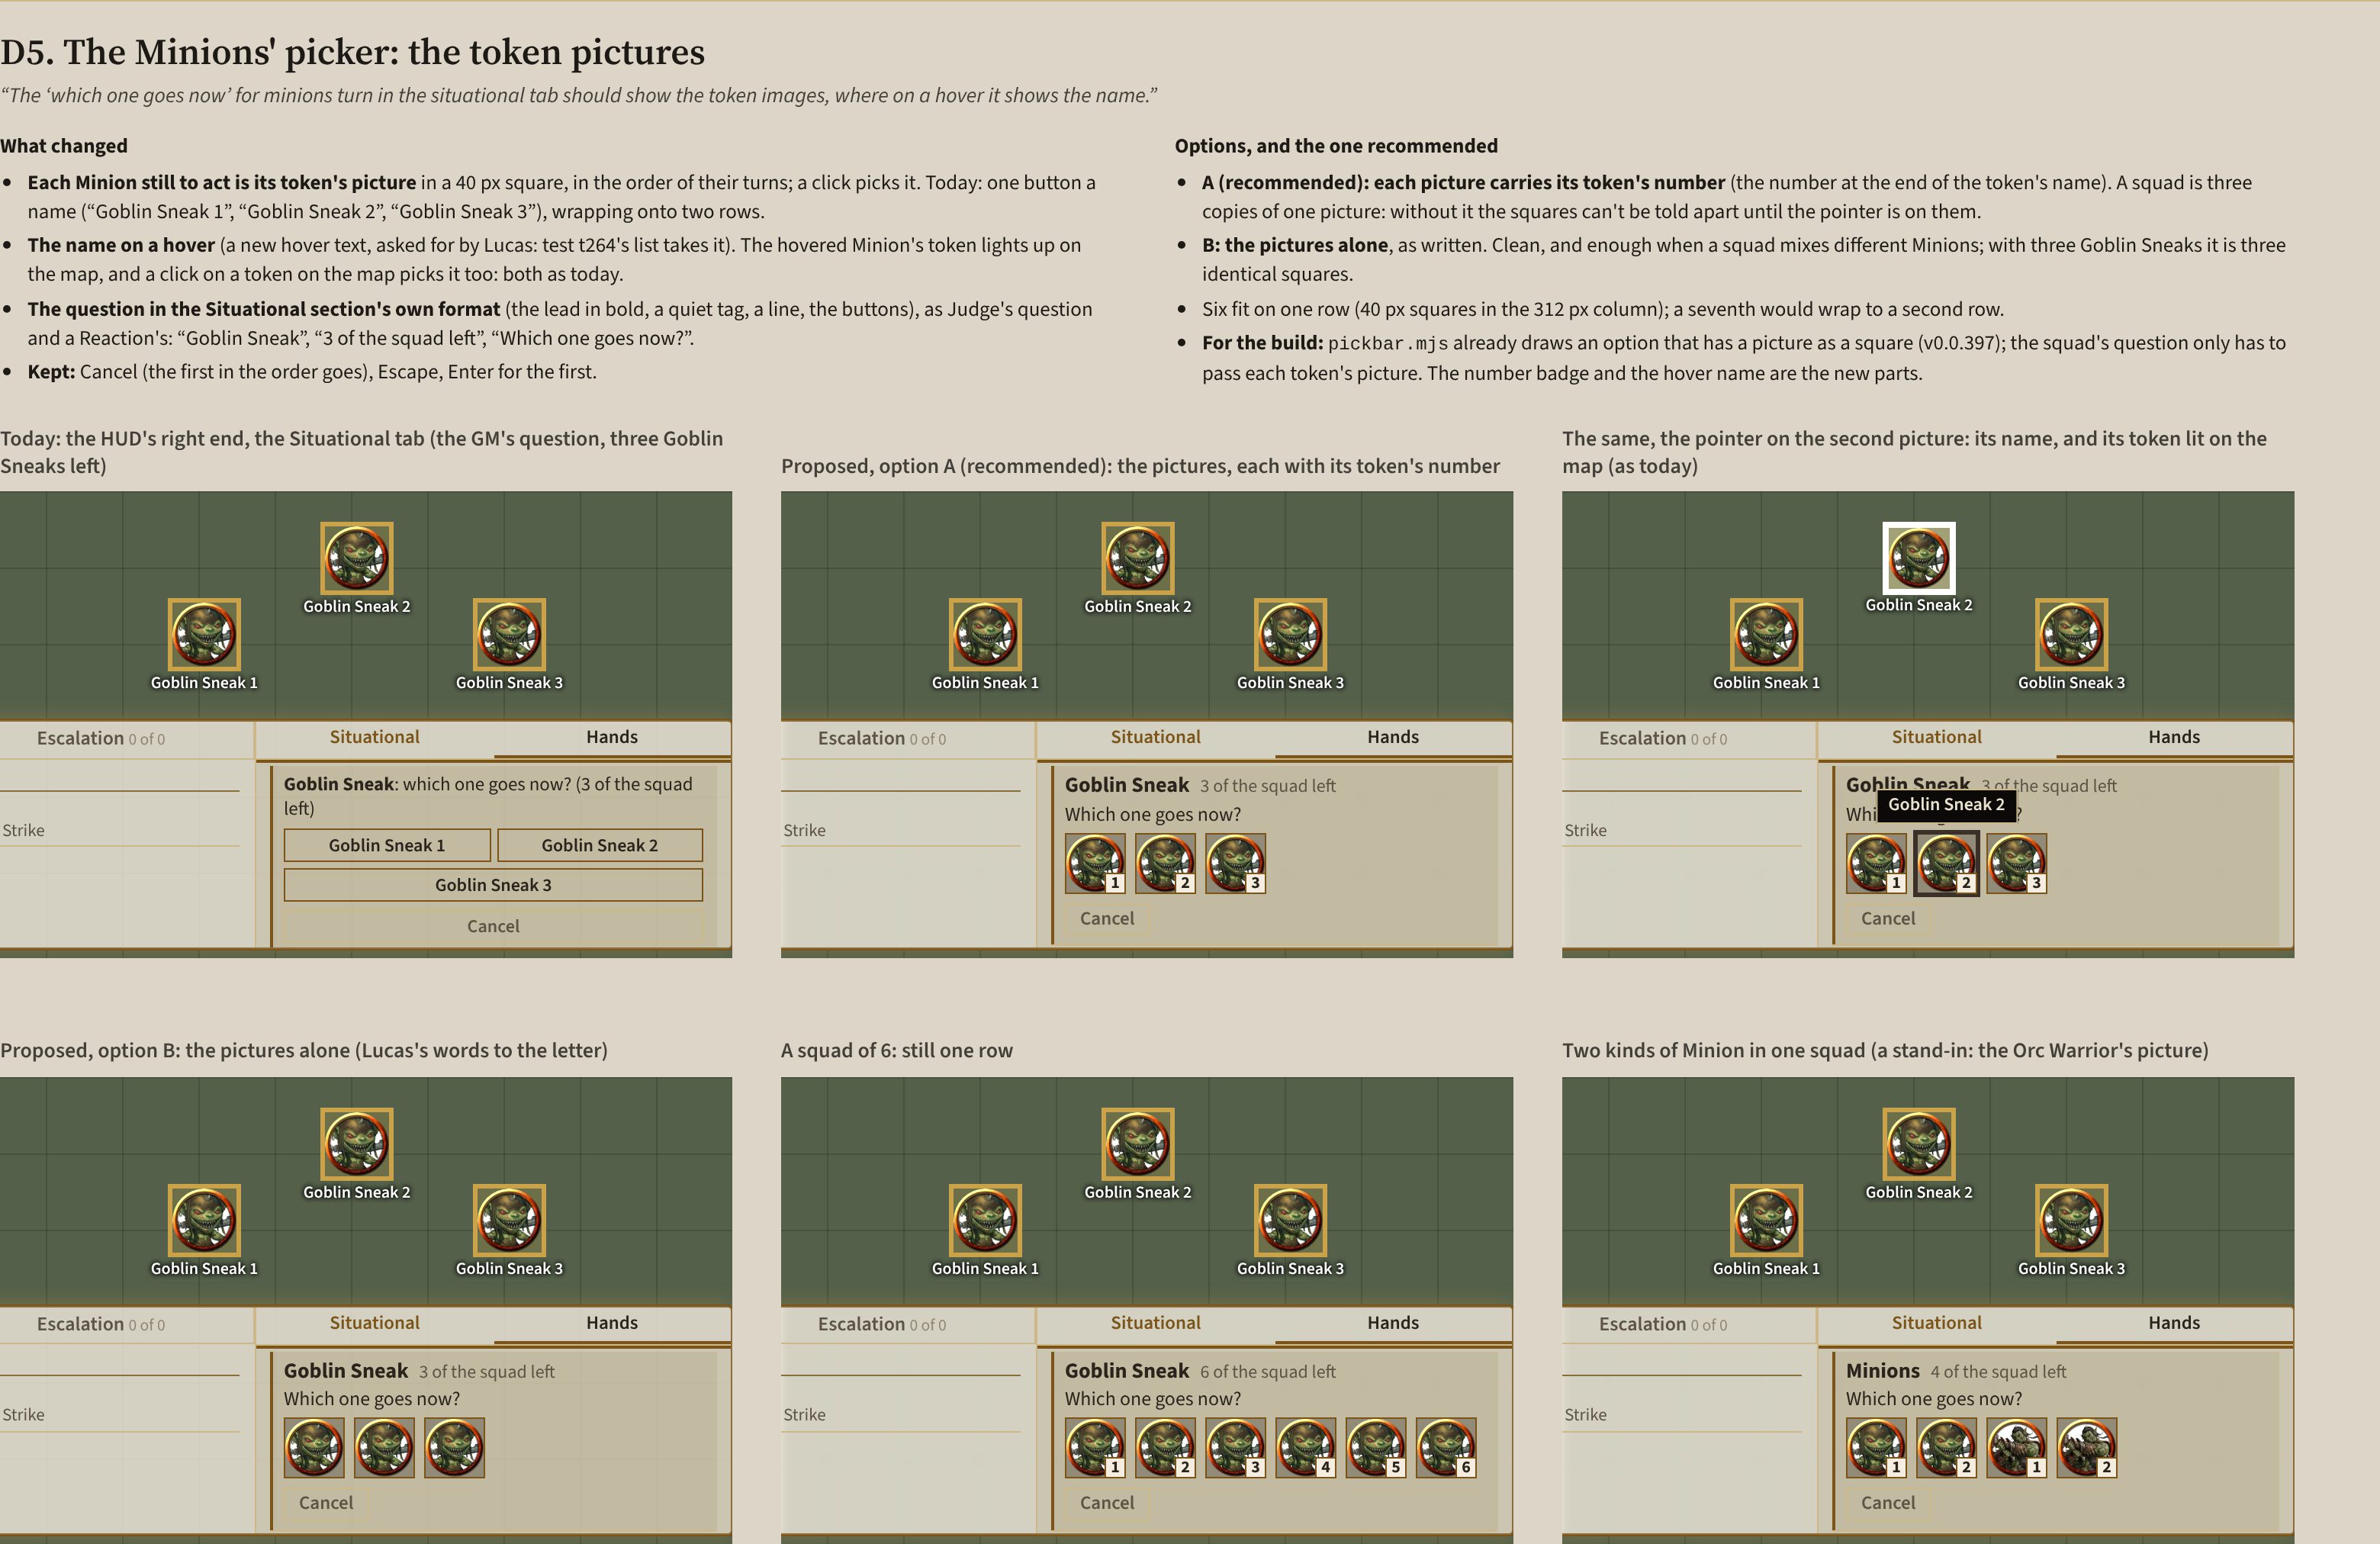 D5. The Minions' picker: the token pictures
“The ‘which one goes now’ for minions turn in the situational tab should show the token images, where on a hover it shows the name.”
What changed
• Each Minion still to act is its token's picture in a 40 px square, in the order of their turns; a click picks it. Today: one button a
name (“Goblin Sneak 1”, “Goblin Sneak 2”, “Goblin Sneak 3”), wrapping onto two rows.
• The name on a hover (a new hover text, asked for by Lucas: test t264's list takes it). The hovered Minion's token lights up on
the map, and a click on a token on the map picks it too: both as today.
• The question in the Situational section's own format (the lead in bold, a quiet tag, a line, the buttons), as Judge's question
and a Reaction's: “Goblin Sneak”, “3 of the squad left”, “Which one goes now?”.
• Kept: Cancel (the first in the order goes), Escape, Enter for the first.
Options, and the one recommended
• A (recommended): each picture carries its token's number (the number at the end of the token's name). A squad is three
copies of one picture: without it the squares can't be told apart until the pointer is on them.
• B: the pictures alone, as written. Clean, and enough when a squad mixes different Minions; with three Goblin Sneaks it is three
identical squares.
• Six fit on one row (40 px squares in the 312 px column); a seventh would wrap to a second row.
• For the build: pickbar.mjs already draws an option that has a picture as a square (v0.0.397); the squad's question only has to
pass each token's picture. The number badge and the hover name are the new parts.
Today: the HUD's right end, the Situational tab (the GM's question, three Goblin
Sneaks left)
Goblin Sneak 2
Goblin Sneak 1
Goblin Sneak 3
Escalation 0 of 0
Situational
Hands
Strike
Goblin Sneak: which one goes now? (3 of the squad
left)
Goblin Sneak 1
Goblin Sneak 2
Goblin Sneak 3
Cancel
Proposed, option A (recommended): the pictures, each with its token's number
Goblin Sneak 2
Goblin Sneak 1
Goblin Sneak 3
Escalation 0 of 0
Situational
Hands
Strike
Goblin Sneak 3 of the squad left
Which one goes now?
1 2 3
Cancel
The same, the pointer on the second picture: its name, and its token lit on the
map (as today)
Goblin Sneak 2
Goblin Sneak 1
Goblin Sneak 3
Escalation 0 of 0
Situational
Hands
Strike
Goblin Sneak 3 of the squad left
Goblin Sneak 2
1 2 3
Cancel
Proposed, option B: the pictures alone (Lucas's words to the letter)
Goblin Sneak 2
Goblin Sneak 1
Goblin Sneak 3
Escalation 0 of 0
Situational
Hands
Strike
Goblin Sneak 3 of the squad left
Which one goes now?
Cancel
A squad of 6: still one row
Goblin Sneak 2
Goblin Sneak 1
Goblin Sneak 3
Escalation 0 of 0
Situational
Hands
Strike
Goblin Sneak 6 of the squad left
Which one goes now?
1 2 3 4 5 6
Cancel
Two kinds of Minion in one squad (a stand-in: the Orc Warrior's picture)
Goblin Sneak 2
Goblin Sneak 1
Goblin Sneak 3
Escalation 0 of 0
Situational
Hands
Strike
Minions 4 of the squad left
Which one goes now?
1 2 1 2
Cancel